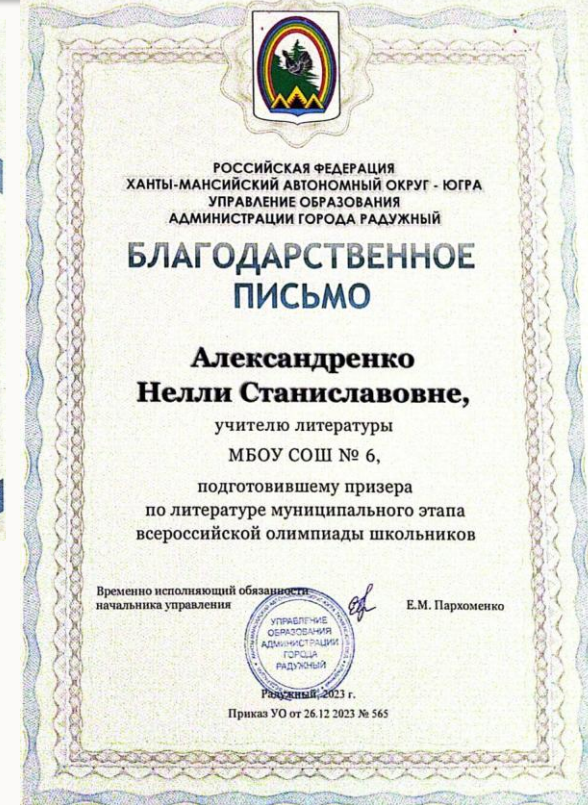 РОССИЙСКАЯ ФЕДЕРАЦИЯ
ХАНТЫ-МАНСИЙСКИЙ АВТОНОМНЫЙ ОКРУГ - ЮГРА
УПРАВЛЕНИЕ ОБРАЗОВАНИЯ
АДМИНИСТРАЦИИ ГОРОДА РАДУЖНЫЙ
БЛАГОДАРСТВЕННОЕ
ПИСЬМО
Александренко
Нелли Станиславовне,
учителю литературы
МБОУ СОШ № 6,
подготовившему призера
по литературе муниципального этапа
всероссийской олимпиады школьников
Временно исполняющий обязанности
начальника управления
Е.М. Пархоменко
УПРАВЛЕНИЕ
ОБРАЗОВАНИЯ
АДМИНИСТРАЦИИ
ГОРОДА
РАДУЖНЫЙ
Радужный, 2023 г.
Приказ УО от 26.12 2023 № 565